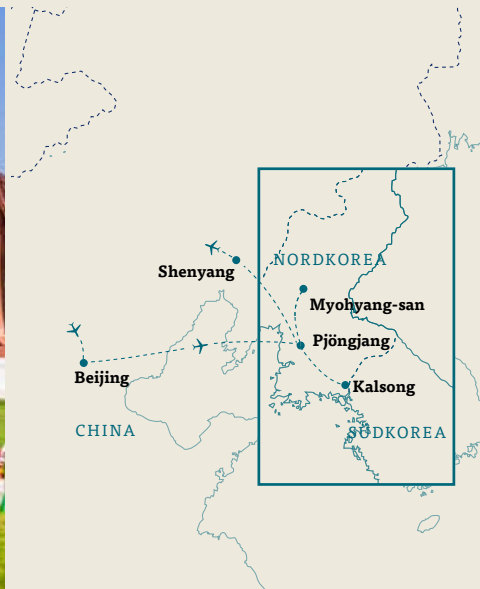 NORDKOREA
Shenyang
Myohyang-san
Pjöngjang
Beijing
Kalsong
CHINA
SÜDKOREA